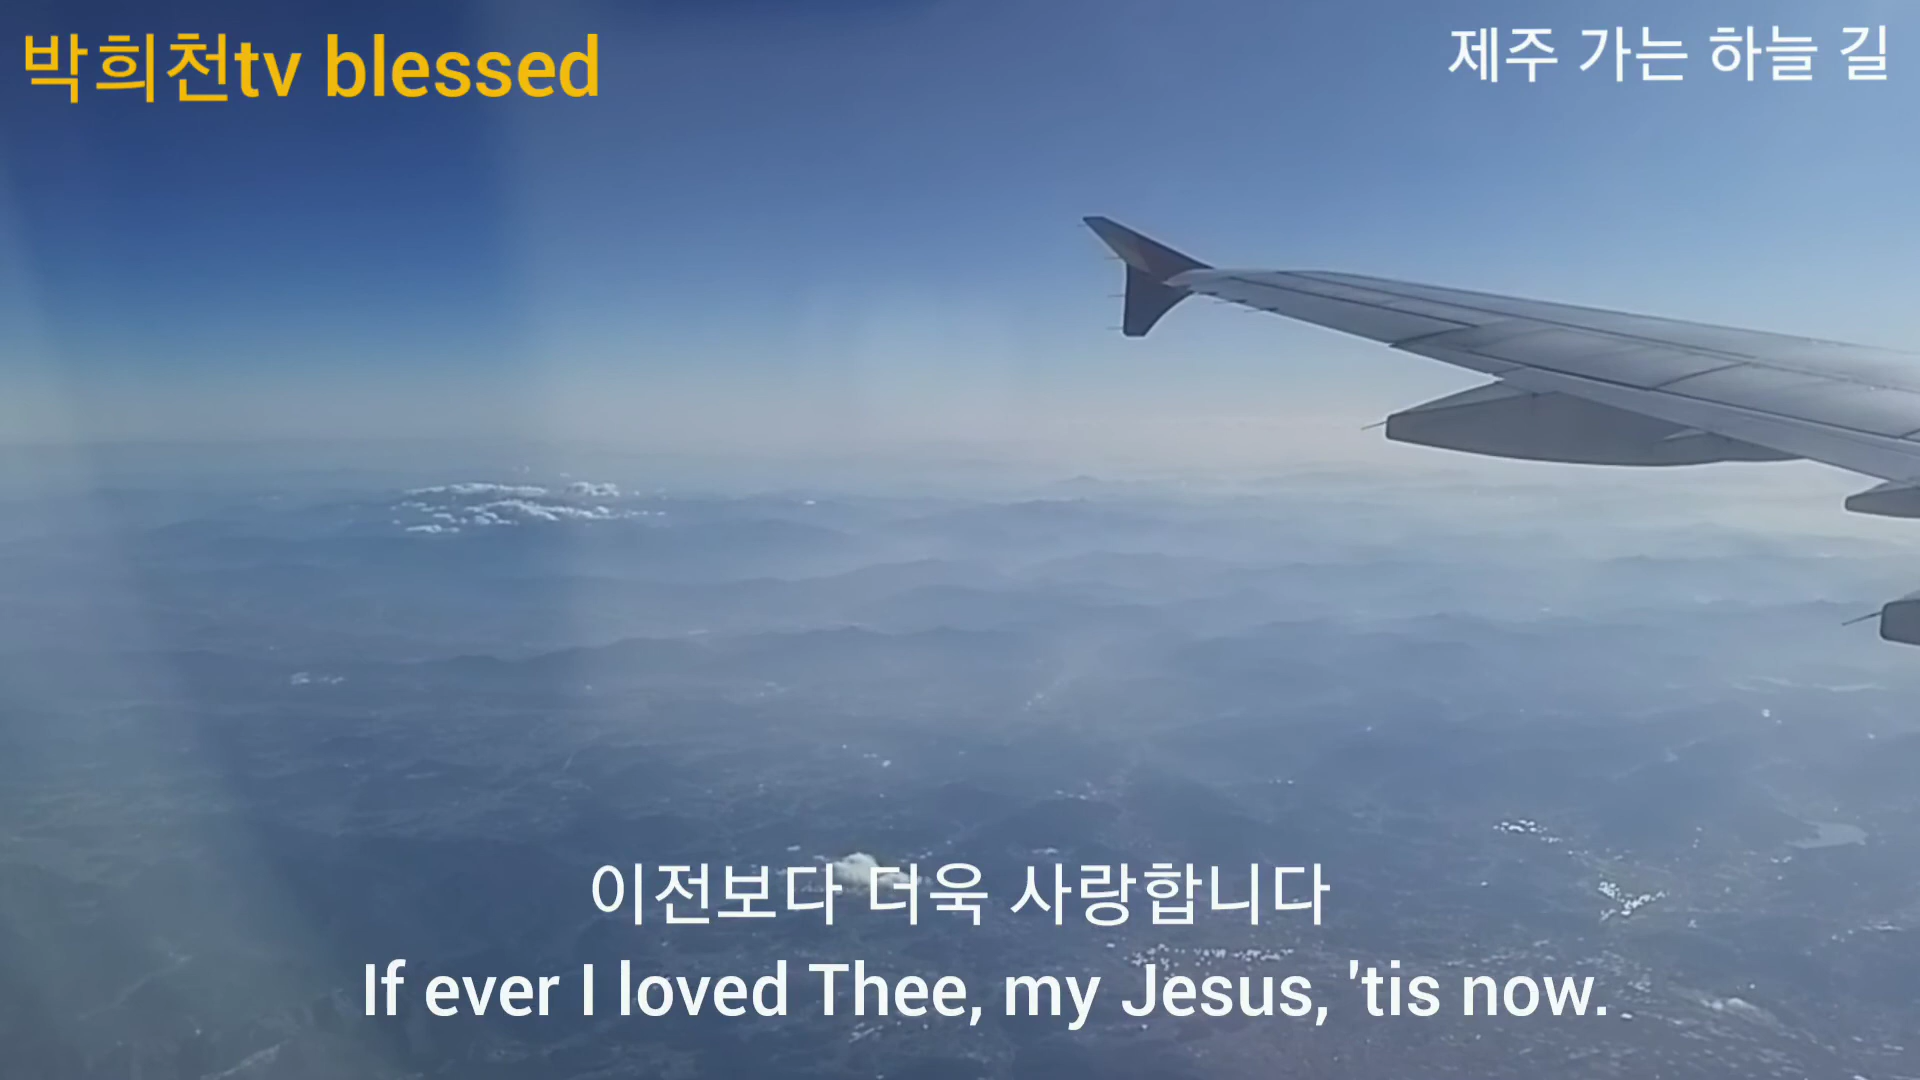 박희천tv blessed
제주 가는 하늘 길
이전보다 더욱 사랑합니다
If ever I loved Thee, my Jesus, 'tis now.